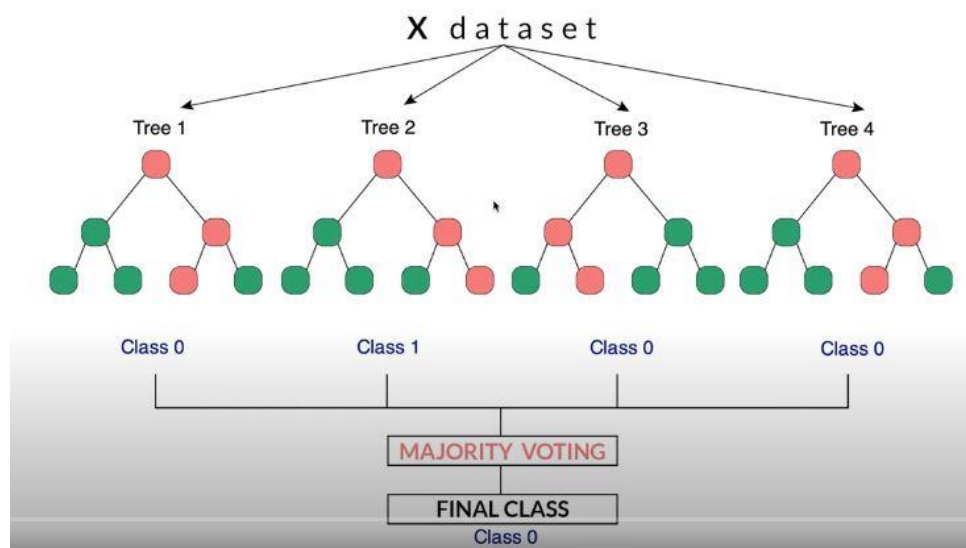 X dataset
Tree 1 Tree 2 Tree 3 Tree 4
Class 0 Class 1 Class 0 Class 0
MAJORITY VOTING
FINAL CLASS
Class 0